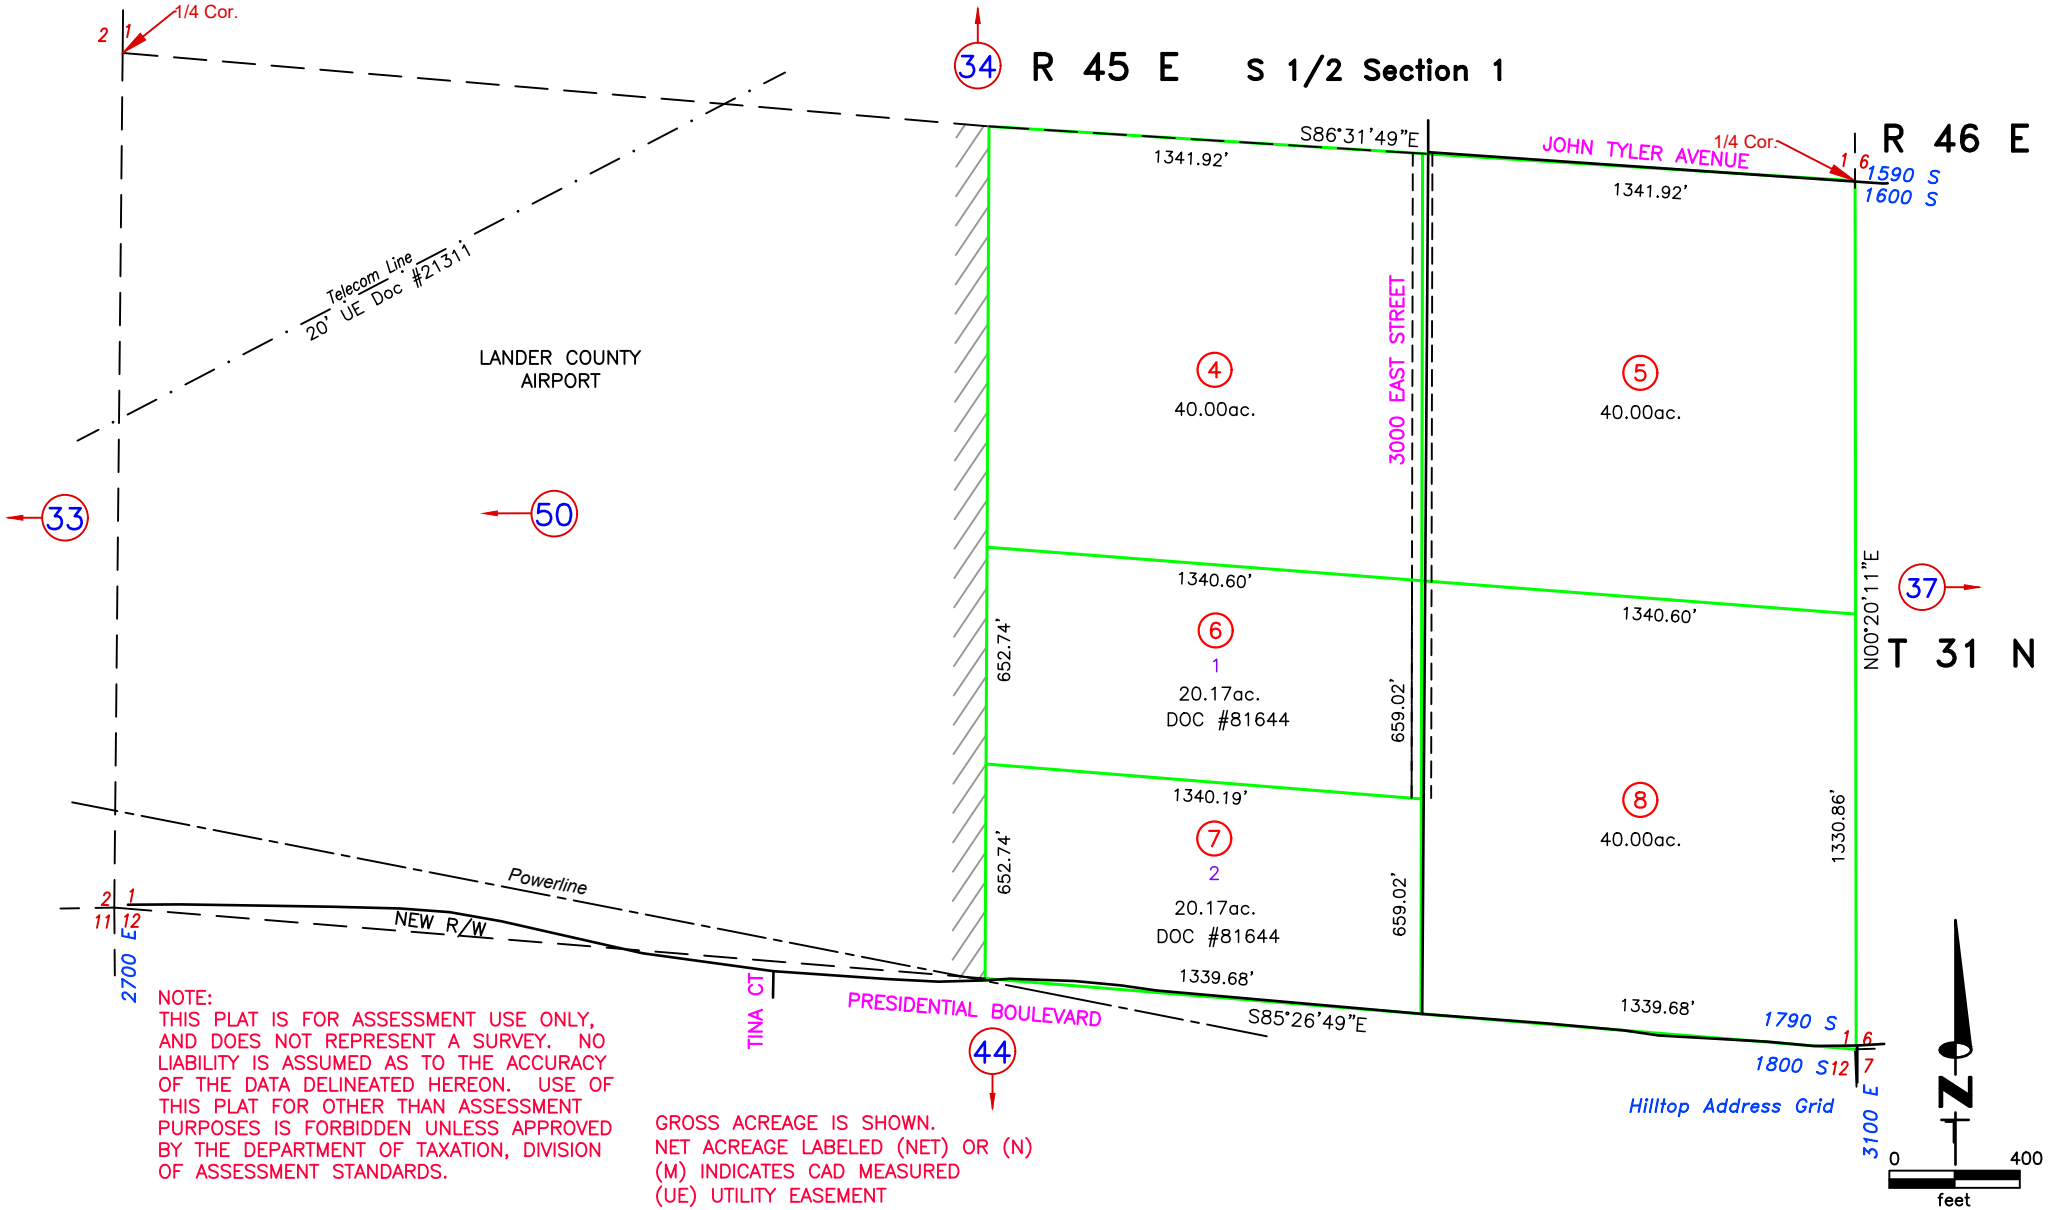 2 1
1/4 Cor.
34
R 45 E
S 1/2 Section 1
R 46 E
S86°31'49"E
1341.92'
JOHN TYLER AVENUE
1/4 Cor.
1 6
1590 S
1600 S
1341.92'
Telecom Line
20' UE Doc #21311
LANDER COUNTY
AIRPORT
3000 EAST STREET
4
40.00ac.
5
40.00ac.
33
50
1340.60'
1340.60'
N00°20'11"E
37
T 31 N
652.74'
6
1
20.17ac.
DOC #81644
659.02'
1340.19'
7
2
20.17ac.
DOC #81644
652.74'
659.02'
8
40.00ac.
1330.86'
Powerline
2 1
11 12
NEW R/W
2700 E
TINA CT
PRESIDENTIAL BOULEVARD
1339.68'
S85°26'49"E
1339.68'
1790 S
1 6
1800 S
12 7
44
Hilltop Address Grid
3100 E
N
0 400
feet
NOTE:
THIS PLAT IS FOR ASSESSMENT USE ONLY,
AND DOES NOT REPRESENT A SURVEY. NO
LIABILITY IS ASSUMED AS TO THE ACCURACY
OF THE DATA DELINEATED HEREON. USE OF
THIS PLAT FOR OTHER THAN ASSESSMENT
PURPOSES IS FORBIDDEN UNLESS APPROVED
BY THE DEPARTMENT OF TAXATION, DIVISION
OF ASSESSMENT STANDARDS.
GROSS ACREAGE IS SHOWN.
NET ACREAGE LABELED (NET) OR (N)
(M) INDICATES CAD MEASURED
(UE) UTILITY EASEMENT